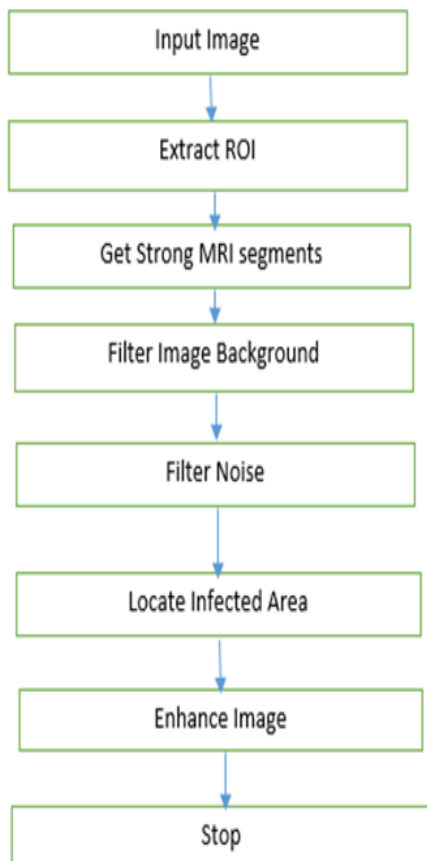 Input Image
Extract ROI
Get Strong MRI segments
Filter Image Background
Filter Noise
Locate Infected Area
Enhance Image
Stop